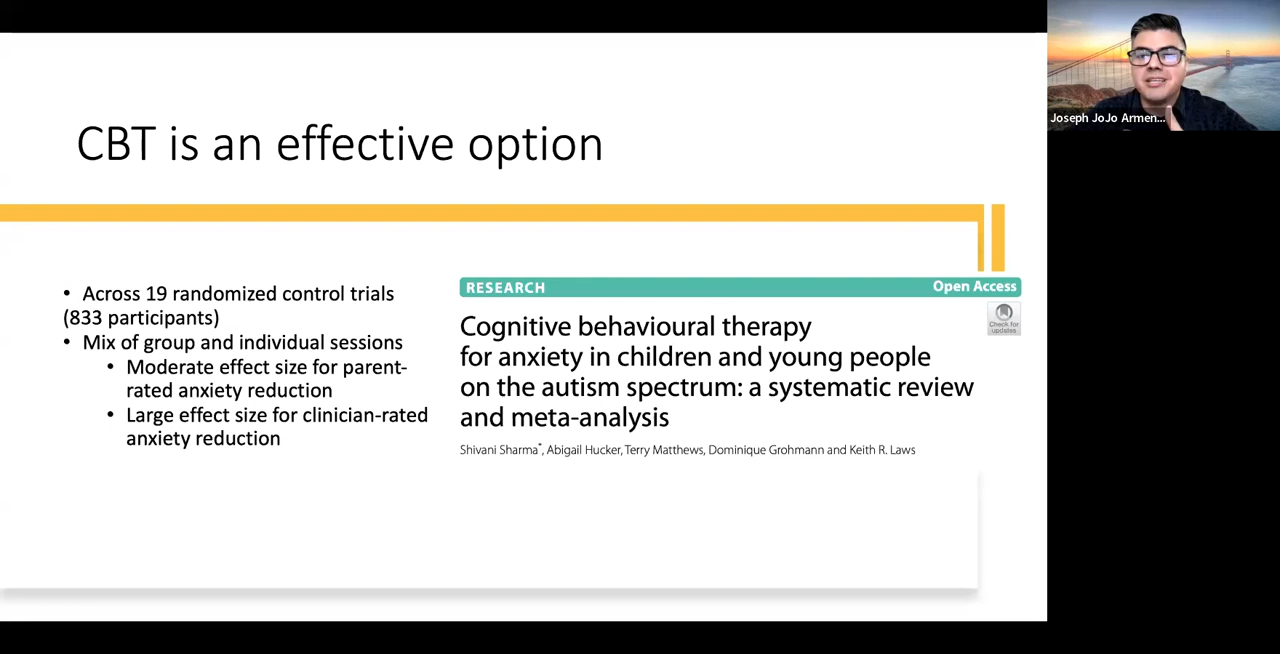 CBT is an effective option
• Across 19 randomized control trials
(833 participants)
• Mix of group and individual sessions
• Moderate effect size for parent-
rated anxiety reduction
• Large effect size for clinician-rated
anxiety reduction
RESEARCH
Open Access
Check for
updates
Cognitive behavioural therapy
for anxiety in children and young people
on the autism spectrum: a systematic review
and meta-analysis
Shivani Sharma*, Abigail Hucker, Terry Matthews, Dominique Grohmann and Keith R. Laws
Joseph JoJo Armen...